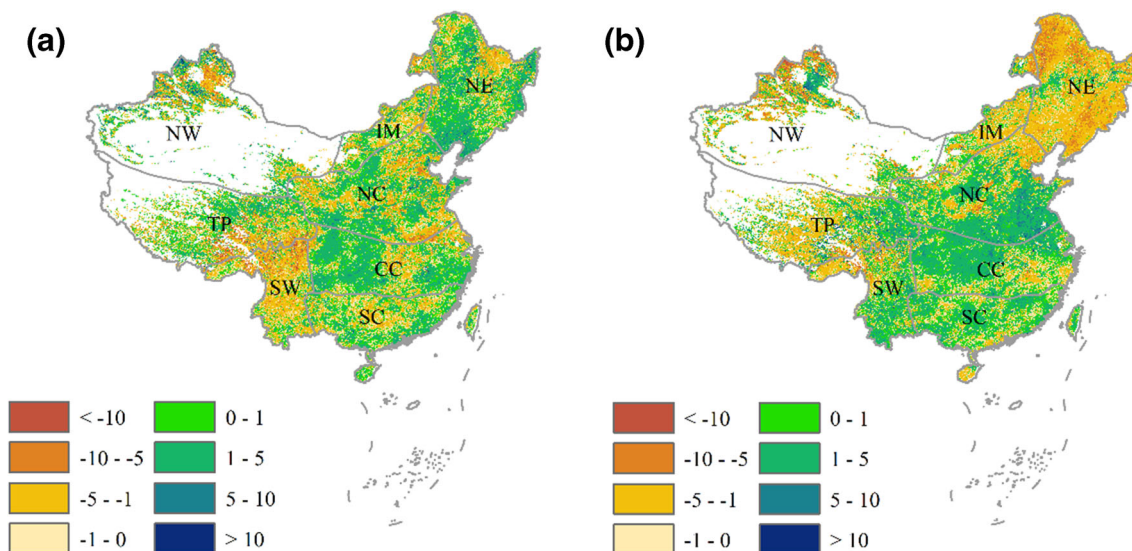 (a)
NE
NW
IM
NC
TP
CC
SW
SC
< -10
0 - 1
-10 - -5
1 - 5
-5 - -1
5 - 10
-1 - 0
> 10
(b)
NE
NW
IM
NC
TP
CC
SW
SC
< -10
0 - 1
-10 - -5
1 - 5
-5 - -1
5 - 10
-1 - 0
> 10